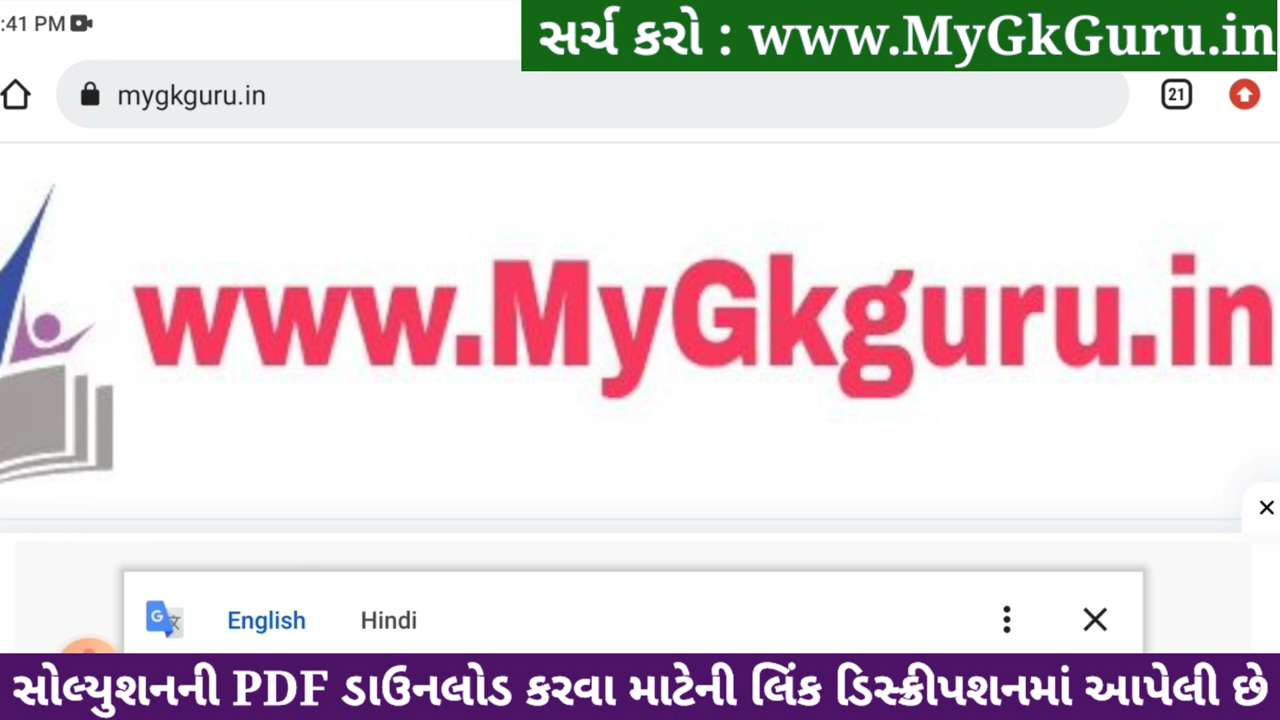 :41 PM
સર્ચ કરો : www.MyGkGuru.in
mygkguru.in
21
www.MyGkguru.in
English Hindi
સોલ્યુશનની PDF ડાઉનલોડ કરવા માટેની લિંક ડિસ્ક્રીપશનમાં આપેલી છે